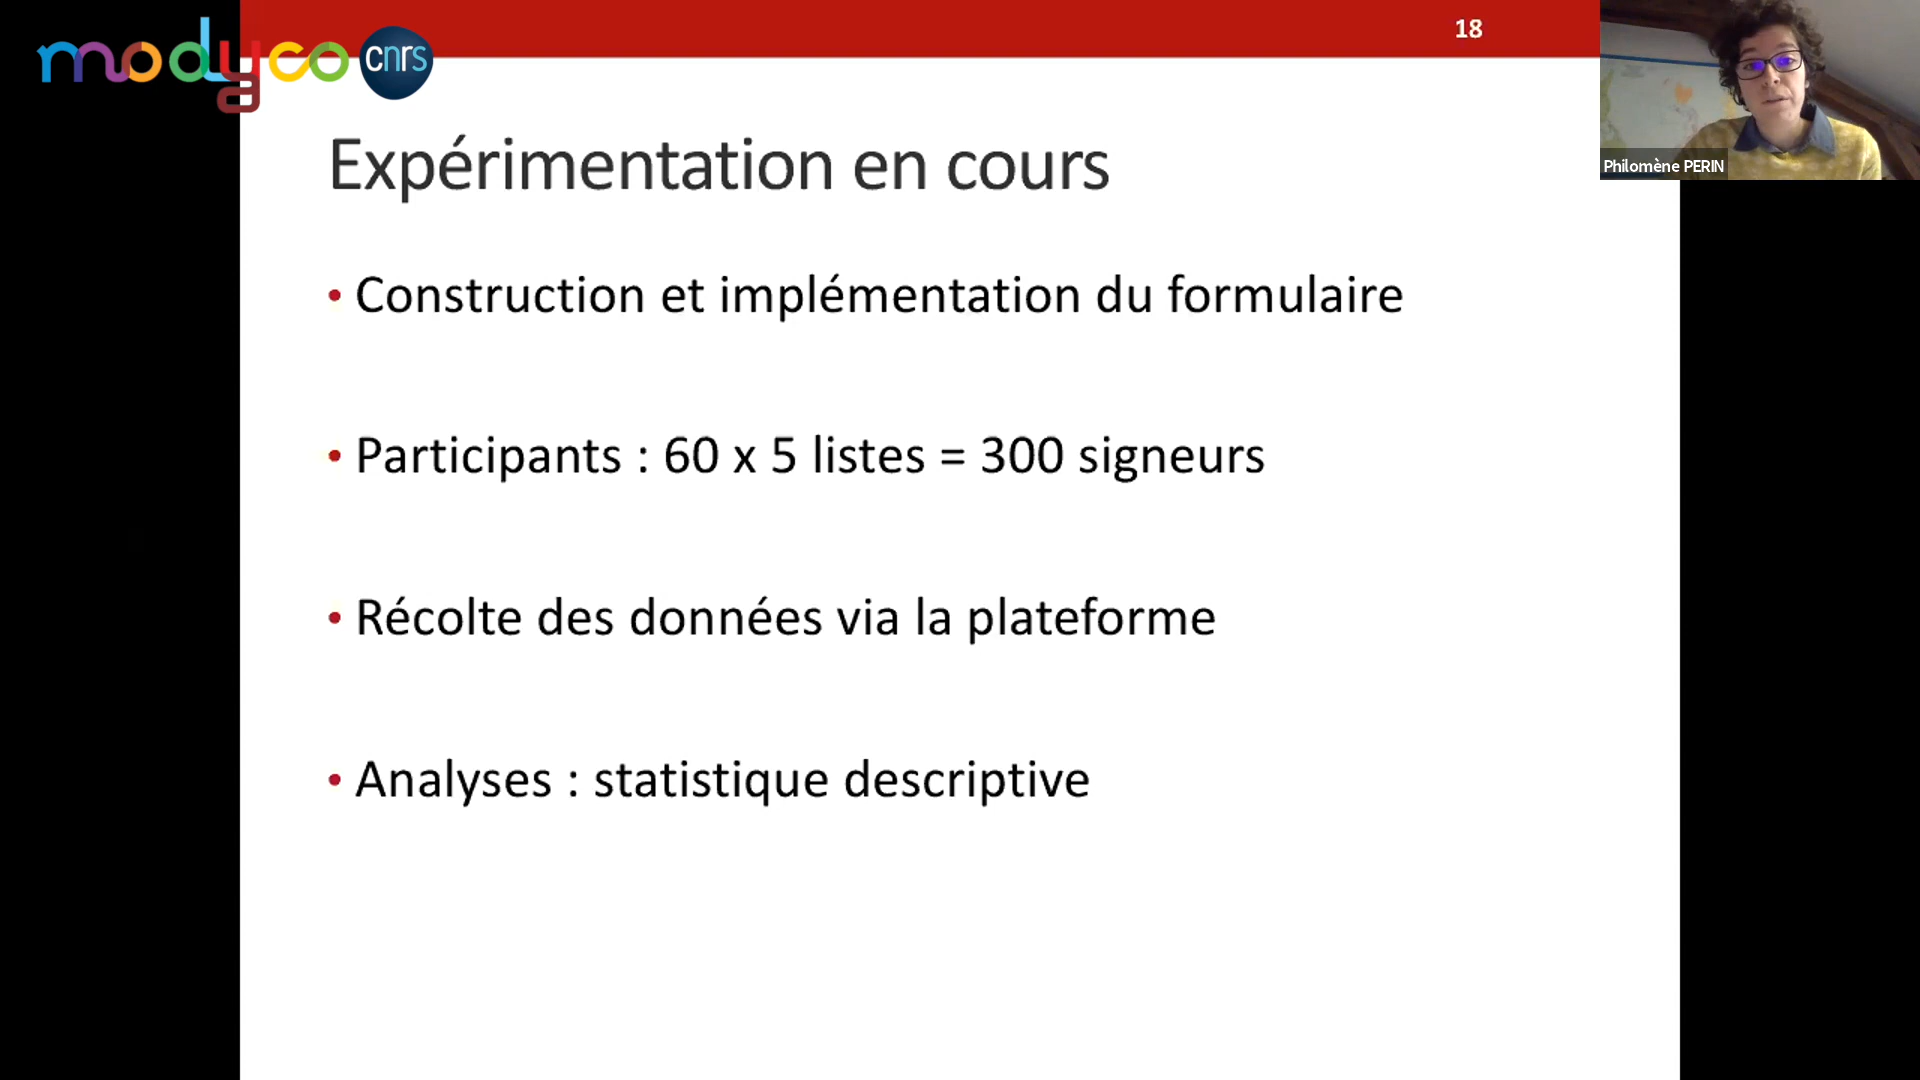 modyco cnrs
18
Philomène PERIN
Expérimentation en cours
• Construction et implémentation du formulaire
• Participants : 60 x 5 listes = 300 signeurs
• Récolte des données via la plateforme
• Analyses : statistique descriptive